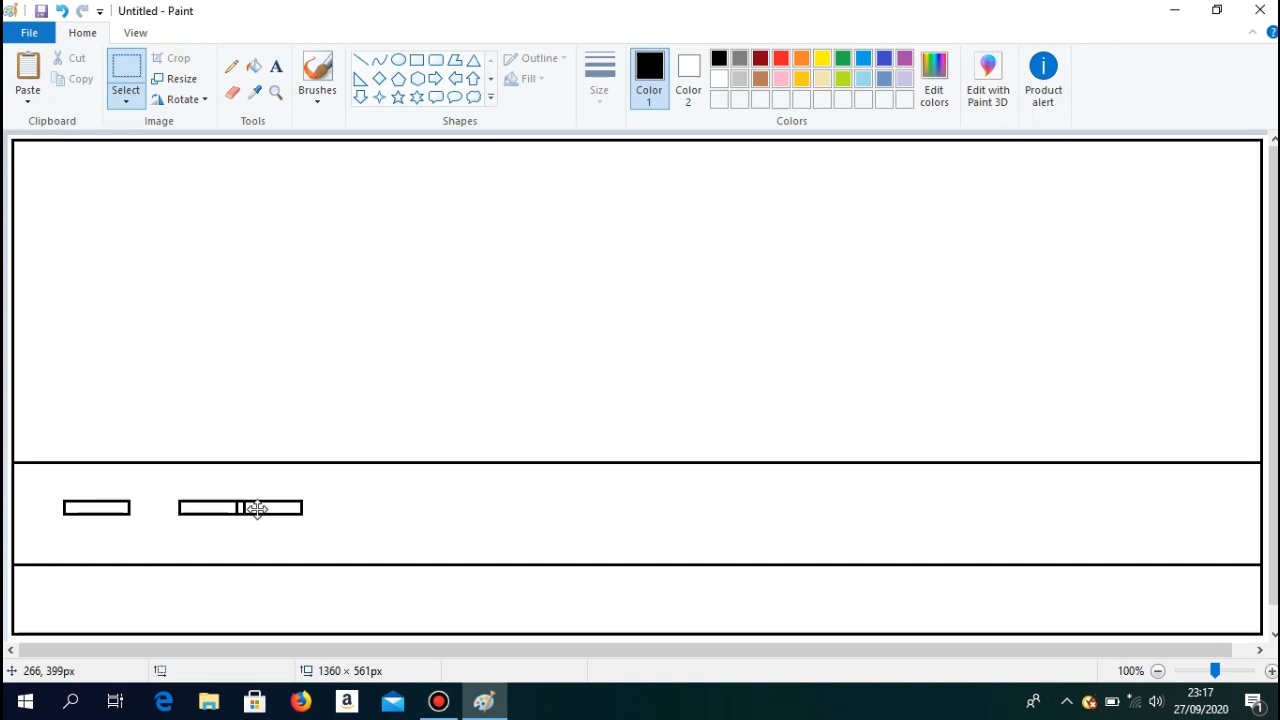 Untitled - Paint
File
Home
View
Paste
Cut
Copy
Clipboard
Select
Crop
Resize
Rotate
Image
A
Tools
Brushes
Outline
Fill
Shapes
Size
Color
1
Color
2
Edit
colors
Colors
Edit with
Paint 3D
Product
alert
266, 399px
1360 × 561px
100%
23:17
27/09/2020
1